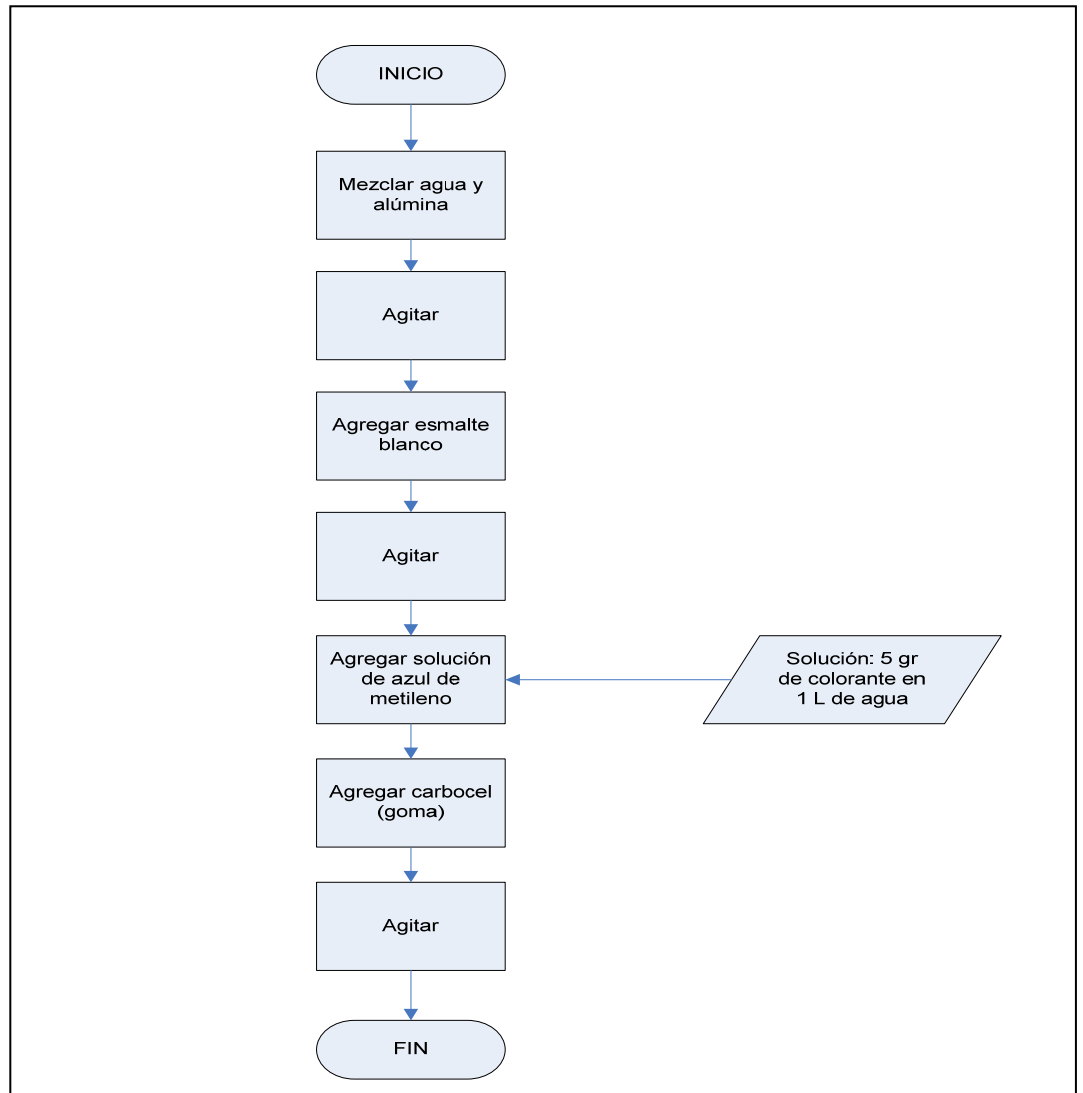 INICIO
Mezclar agua y
alúmina
Agitar
Agregar esmalte
blanco
Agitar
Agregar solución
de azul de
metileno
Solución: 5 gr
de colorante en
1 L de agua
Agregar carbocel
(goma)
Agitar
FIN